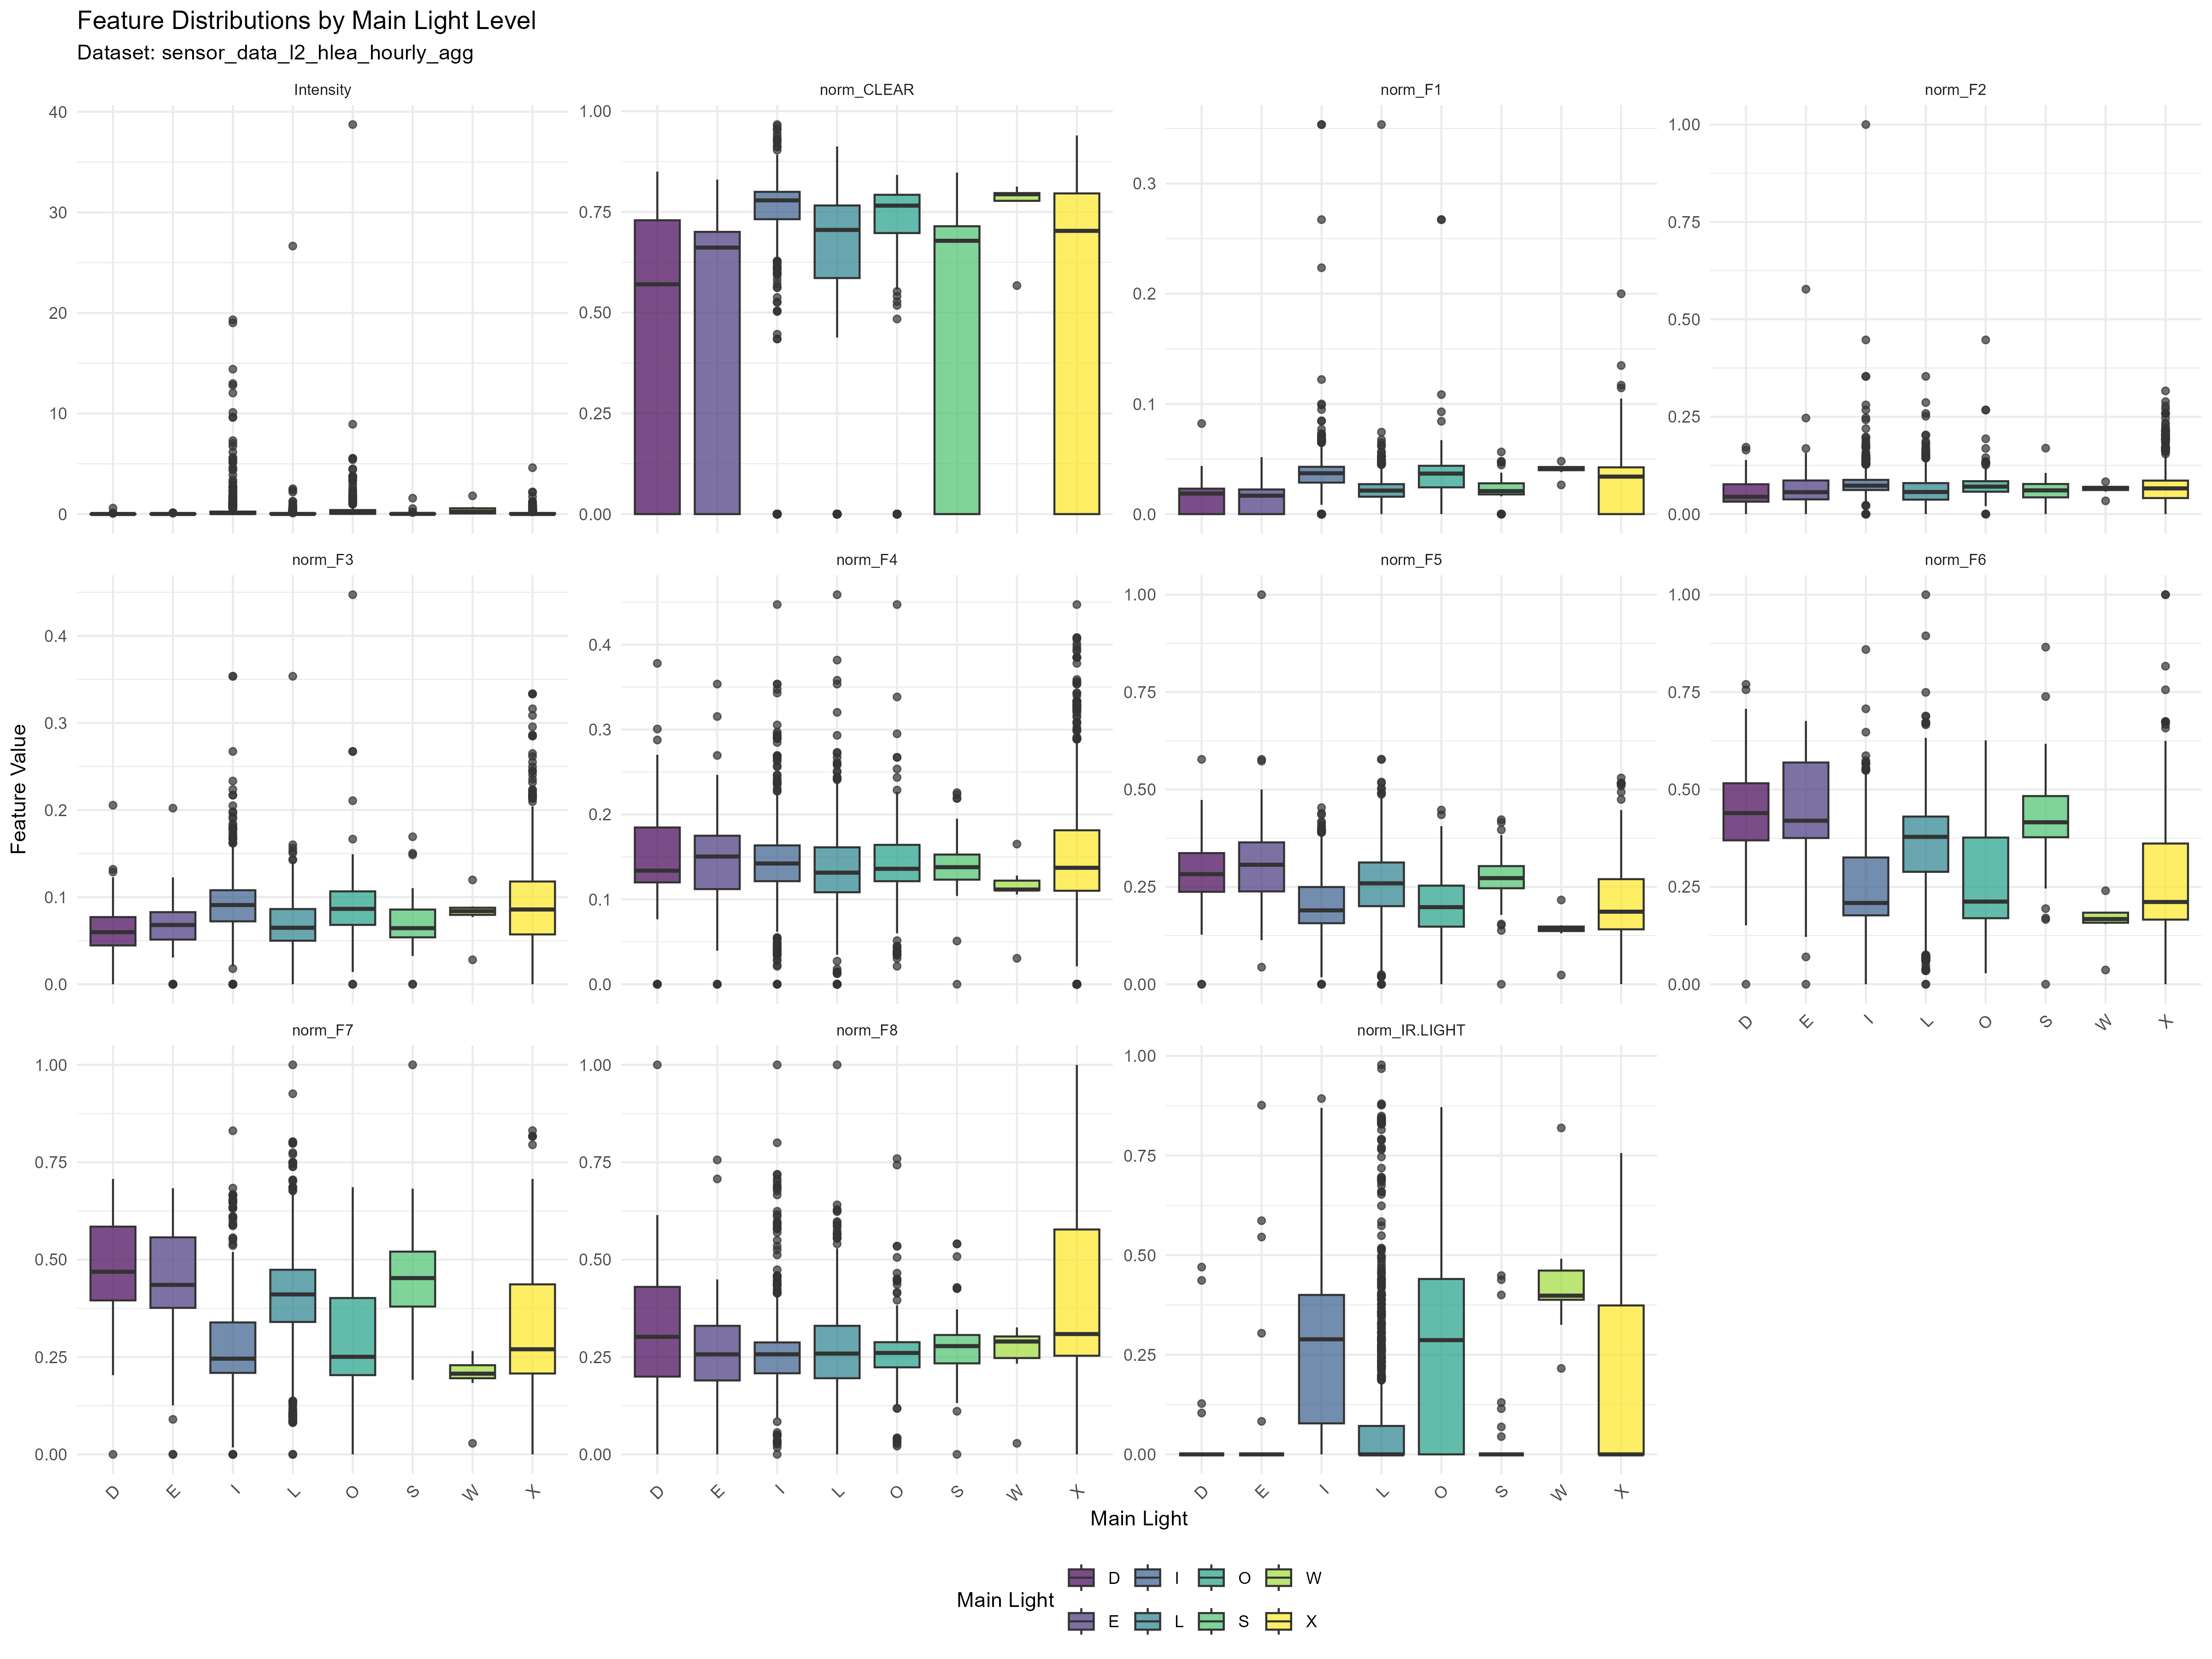 Feature Distributions by Main Light Level
Dataset: sensor_data_l2_hlea_hourly_agg
Intensity
norm_CLEAR
norm_F1
norm_F2
40
30
20
10
0
1.00
0.75
0.50
0.25
0.00
0.3
0.2
0.1
0.0
1.00
0.75
0.50
0.25
0.00
norm_F3
norm_F4
norm_F5
norm_F6
0.4
0.3
0.2
0.1
0.0
0.4
0.3
0.2
0.1
0.0
1.00
0.75
0.50
0.25
0.00
1.00
0.75
0.50
0.25
0.00
D E I L O S W X
Feature Value
norm_F7
norm_F8
norm_IR.LIGHT
1.00
0.75
0.50
0.25
0.00
1.00
0.75
0.50
0.25
0.00
1.00
0.75
0.50
0.25
0.00
D E I L O S W X
D E I L O S W X
D E I L O S W X
Main Light
Main Light
D I O W
E L S X